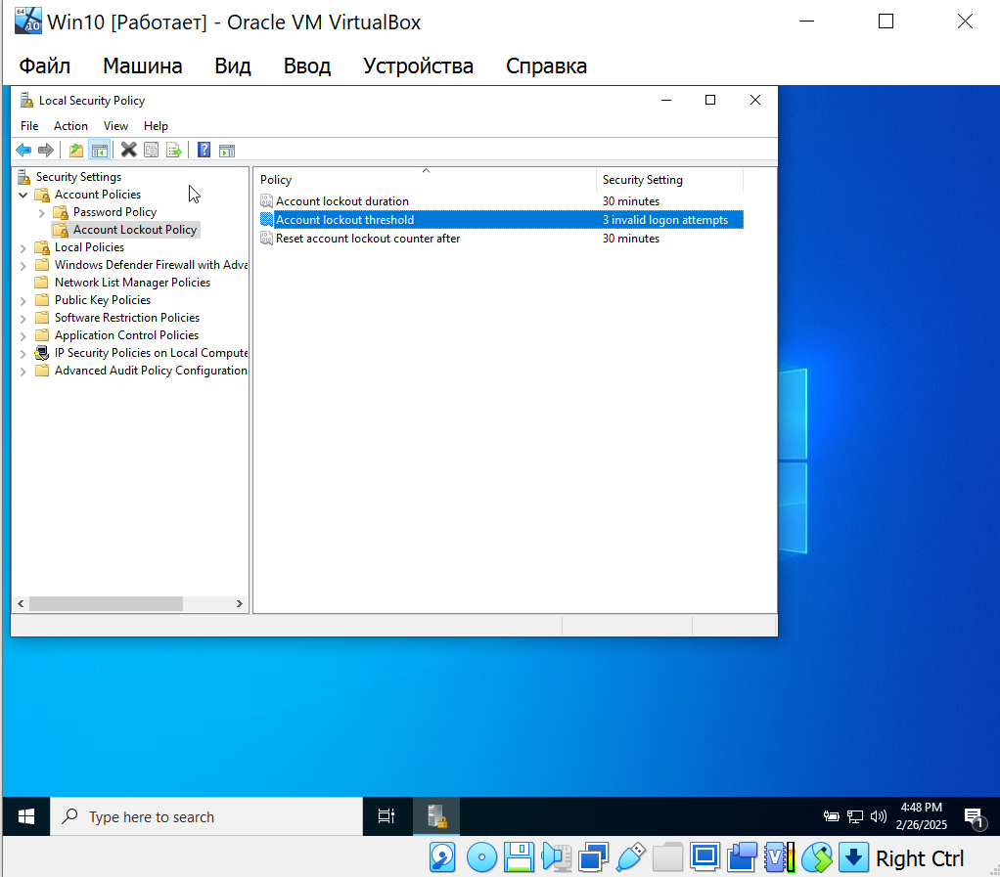 Win10 [Работает] - Oracle VM VirtualBox
Файл Машина Вид Ввод Устройства Справка
Local Security Policy
File Action View Help
Security Settings
Account Policies
Password Policy
Account Lockout Policy
Local Policies
Windows Defender Firewall with Adva
Network List Manager Policies
Public Key Policies
Software Restriction Policies
Application Control Policies
IP Security Policies on Local Compute
Advanced Audit Policy Configuration
Policy Security Setting
Account lockout duration 30 minutes
Account lockout threshold 3 invalid logon attempts
Reset account lockout counter after 30 minutes
Type here to search
4:48 PM
2/26/2025
1
Right Ctrl